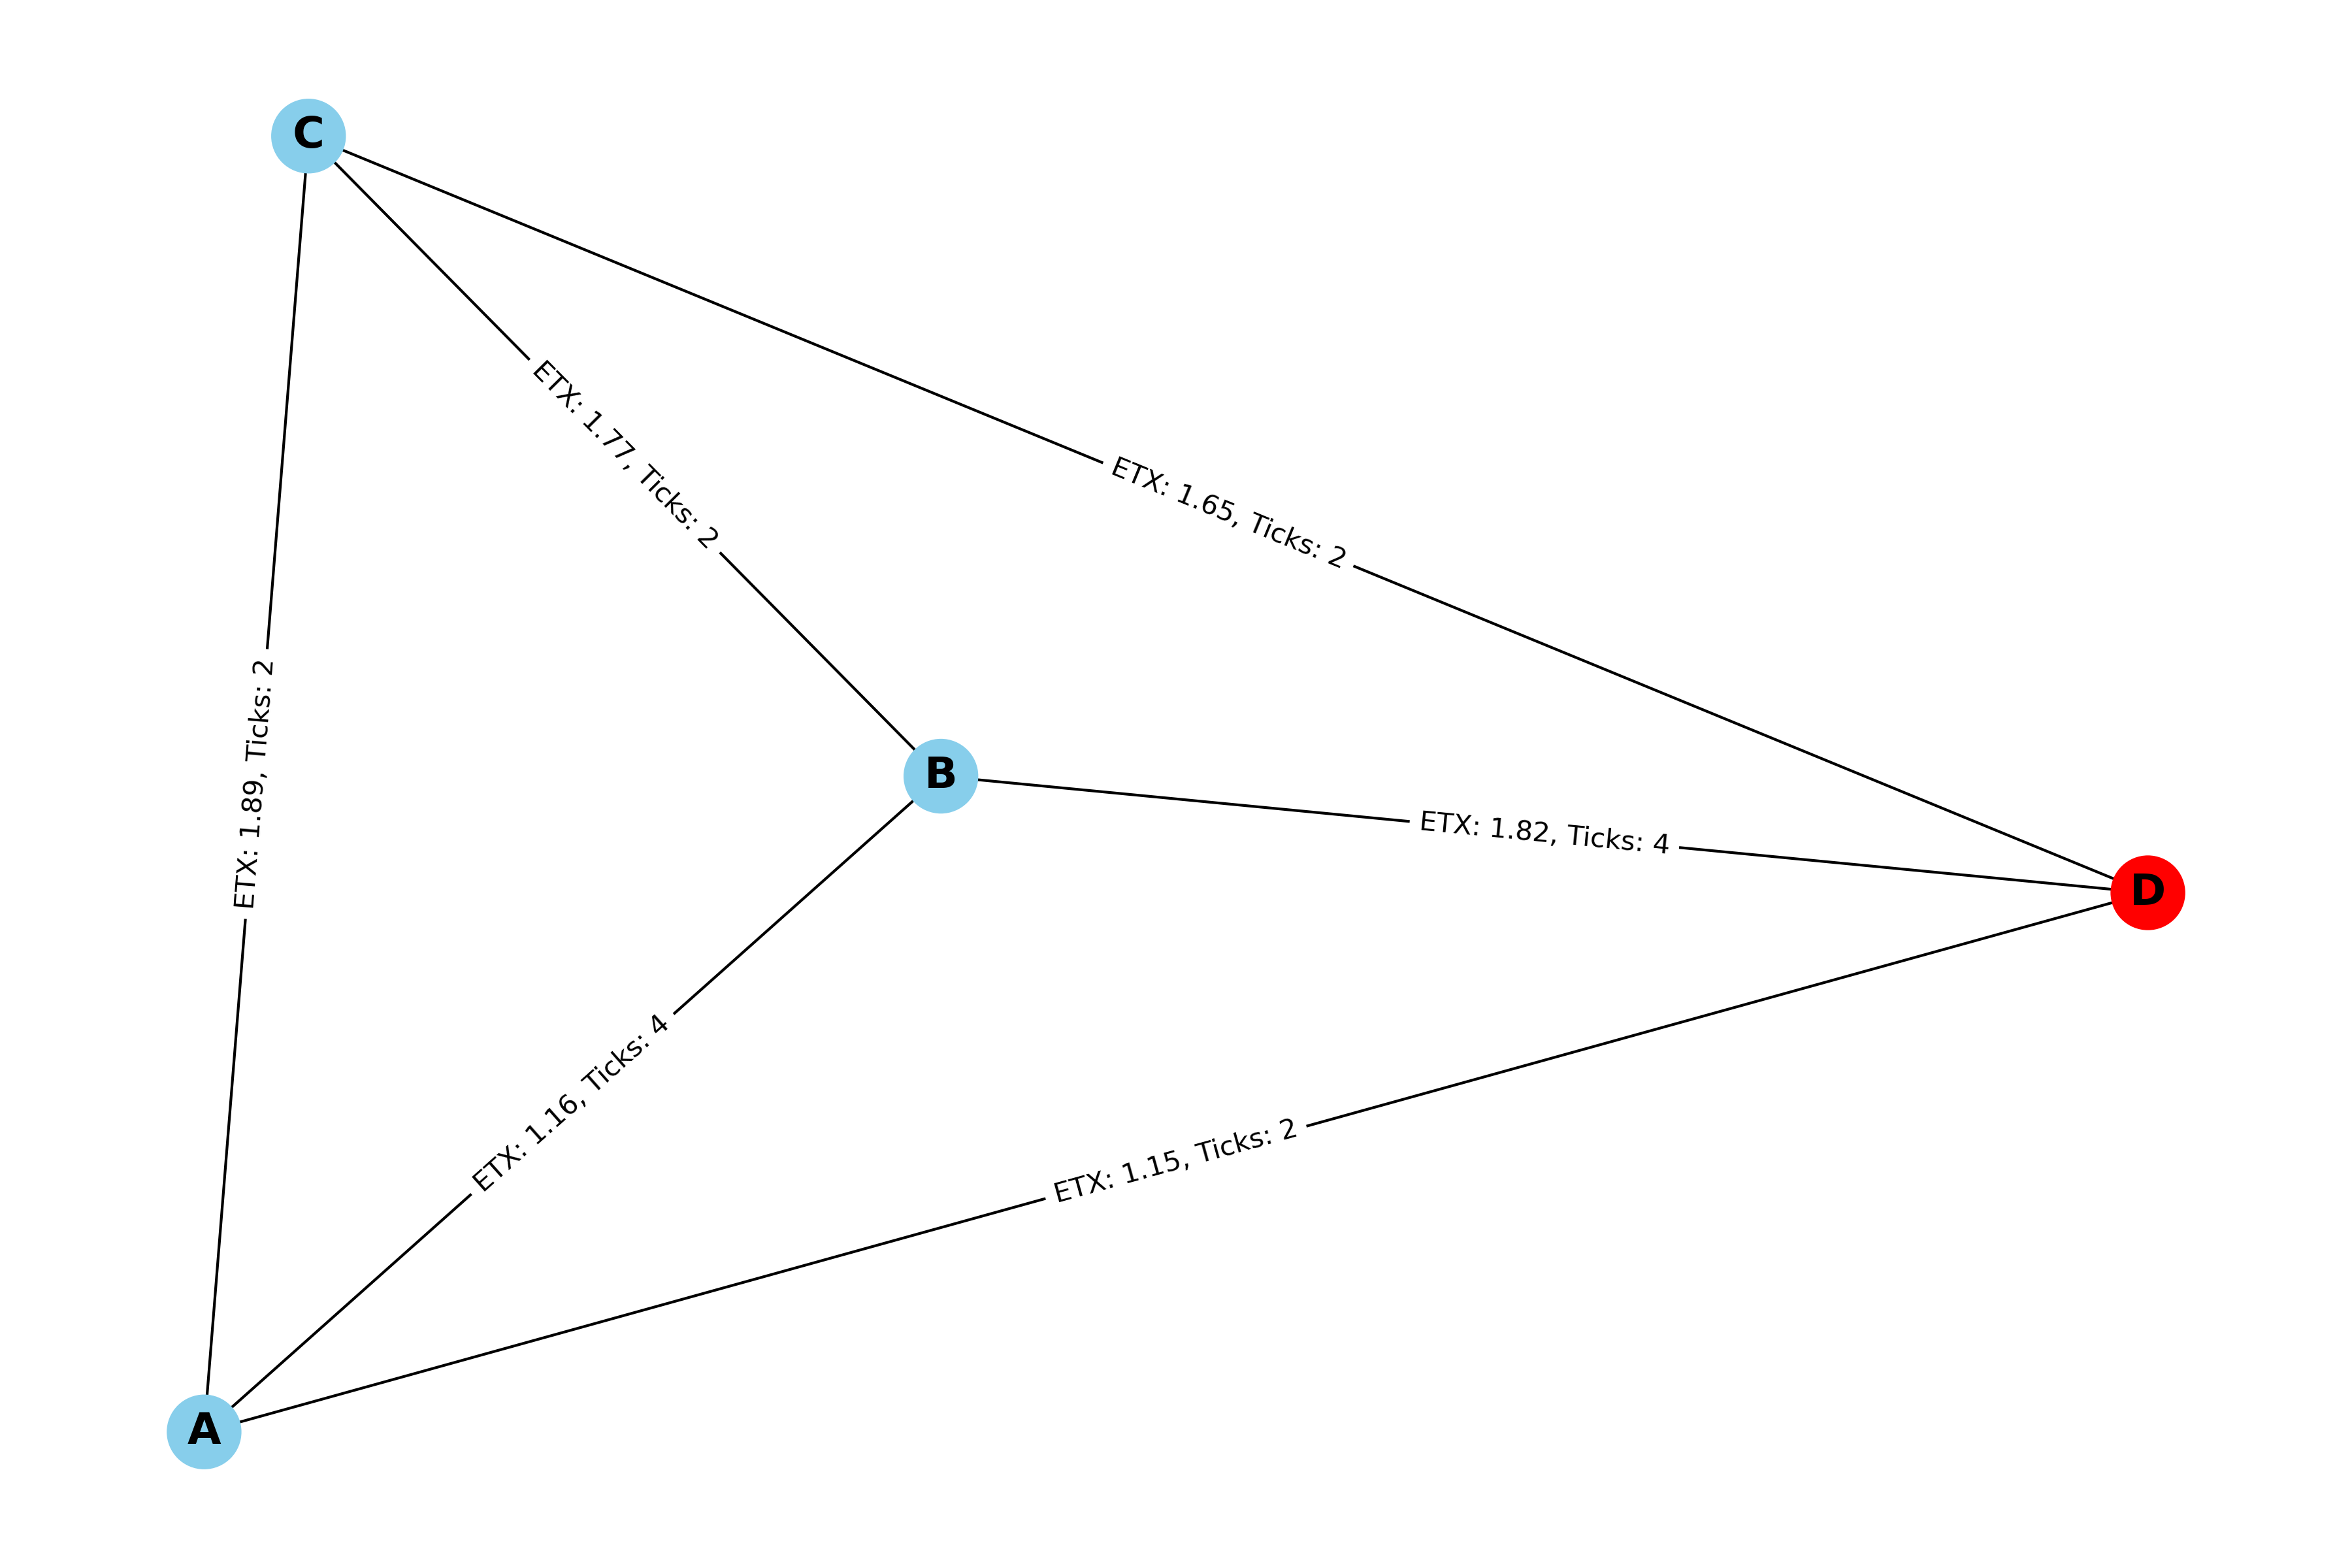 C
ETX: 1.77, Ticks: 2
ETX: 1.65, Ticks: 2
ETX: 1.89, Ticks: 2
B
ETX: 1.82, Ticks: 4
D
ETX: 1.16, Ticks: 4
ETX: 1.15, Ticks: 2
A